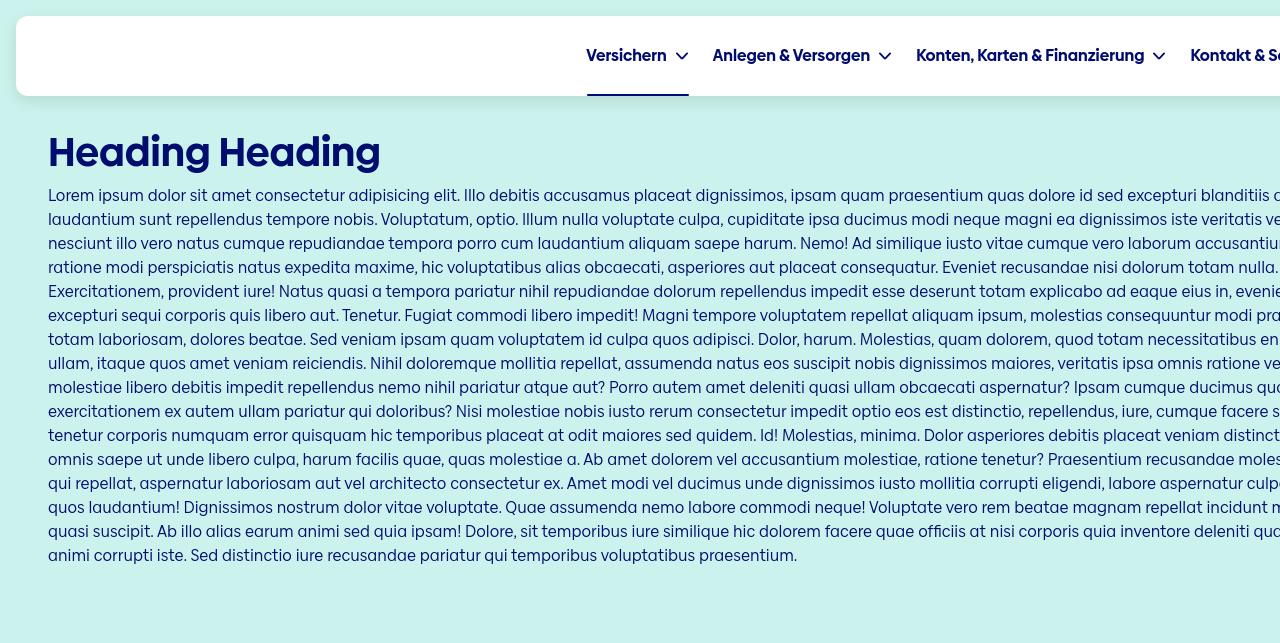 Versichern Anlegen & Versorgen Konten, Karten & Finanzierung Kontakt &
Heading Heading
Lorem ipsum dolor sit amet consectetur adipisicing elit. Illo debitis accusamus placeat dignissimos, ipsam quam praesentium quas dolore id sed excepturi blanditiis
laudantium sunt repellendus tempore nobis. Voluptatum, optio. Illum nulla voluptate culpa, cupiditate ipsa ducimus modi neque magni ea dignissimos iste veritatis
nesciunt illo vero natus cumque repudiandae tempora porro cum laudantium aliquam saepe harum. Nemo! Ad similique iusto vitae cumque vero laborum
ratione modi perspiciatis natus expedita maxime, hic voluptatibus alias obcaecati, asperiores aut placeat consequatur. Eveniet recusandae nisi dolorum totam nulla.
Exercitationem, provident iure! Natus quasi a tempora pariatur nihil repudiandae dolorum repellendus impedit esse deserunt totam explicabo ad eaque eius in,
excepturi sequi corporis quis libero aut. Tenetur. Fugiat commodi libero impedit! Magni tempore voluptatem repellat aliquam ipsum, molestias consequuntur modi
totam laboriosam, dolores beatae. Sed veniam ipsam quam voluptatem id culpa quos adipisci. Dolor, harum. Molestias, quam dolorem, quod totam necessitatibus
ullam, itaque quos amet veniam reiciendis. Nihil doloremque mollitia repellat, assumenda natus eos suscipit nobis dignissimos maiores, veritatis ipsa omnis ratione
molestiae libero debitis impedit repellendus nemo nihil pariatur atque aut? Porro autem amet deleniti quasi ullam obcaecati aspernatur? Ipsam cumque ducimus
exercitationem ex autem ullam pariatur qui doloribus? Nisi molestiae nobis iusto rerum consectetur impedit optio eos est distinctio, repellendus, iure, cumque facere
tenetur corporis numquam error quisquam hic temporibus placeat at odit maiores sed quidem. Id! Molestias, minima. Dolor asperiores debitis placeat veniam
omnis saepe ut unde libero culpa, harum facilis quae, quas molestiae a. Ab amet dolorem vel accusantium molestiae, ratione tenetur? Praesentium recusandae
qui repellat, aspernatur laboriosam aut vel architecto consectetur ex. Amet modi vel ducimus unde dignissimos iusto mollitia corrupti eligendi, labore aspernatur
quos laudantium! Dignissimos nostrum dolor vitae voluptate. Quae assumenda nemo labore commodi neque! Voluptate vero rem beatae magnam repellat incidunt
quasi suscipit. Ab illo alias earum animi sed quia ipsam! Dolore, sit temporibus iure similique hic dolorem facere quae officiis at nisi corporis quia inventore deleniti
animi corrupti iste. Sed distinctio iure recusandae pariatur qui temporibus voluptatibus praesentium.